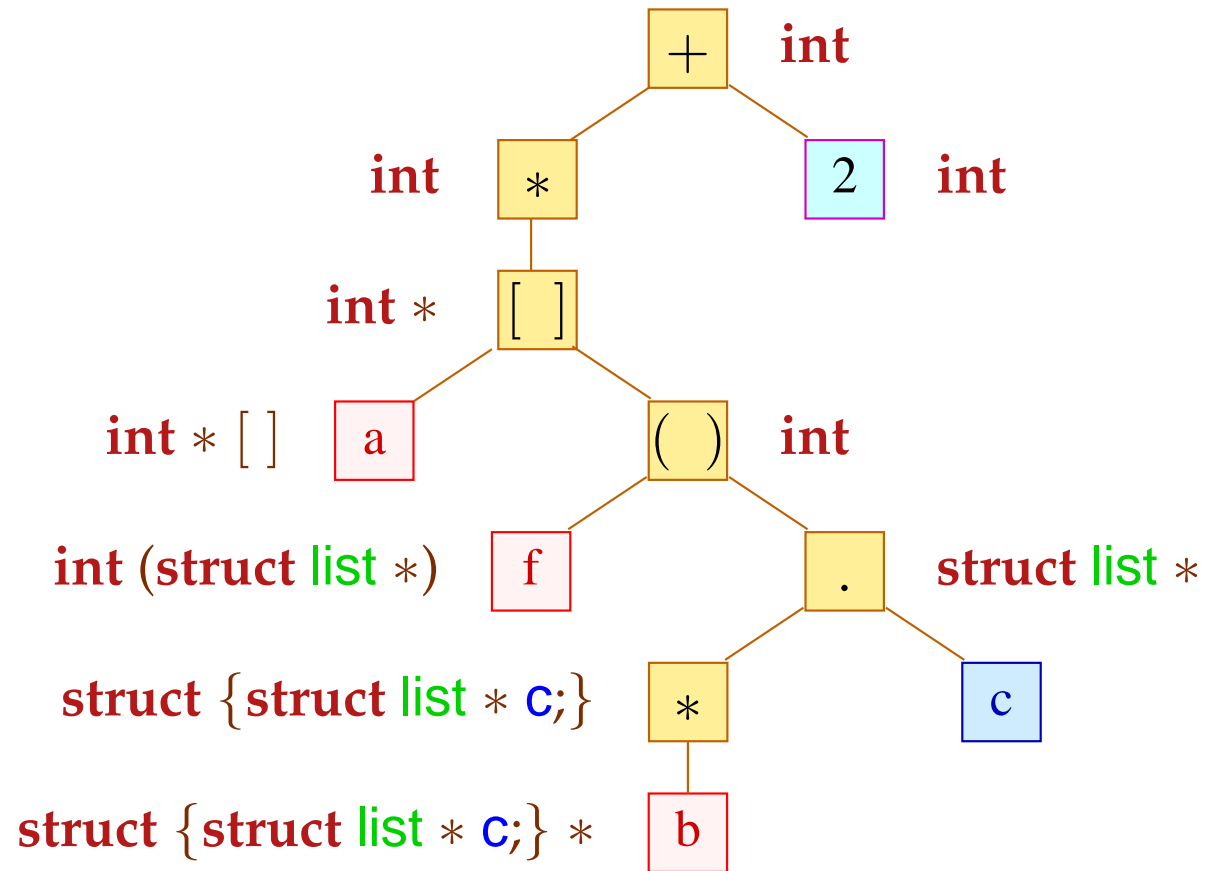 + int
int * 2 int
int * [ ]
int * [ ] a ( ) int
int (struct list *) f . struct list *
struct {struct list * c;} * c
struct {struct list * c;} * b